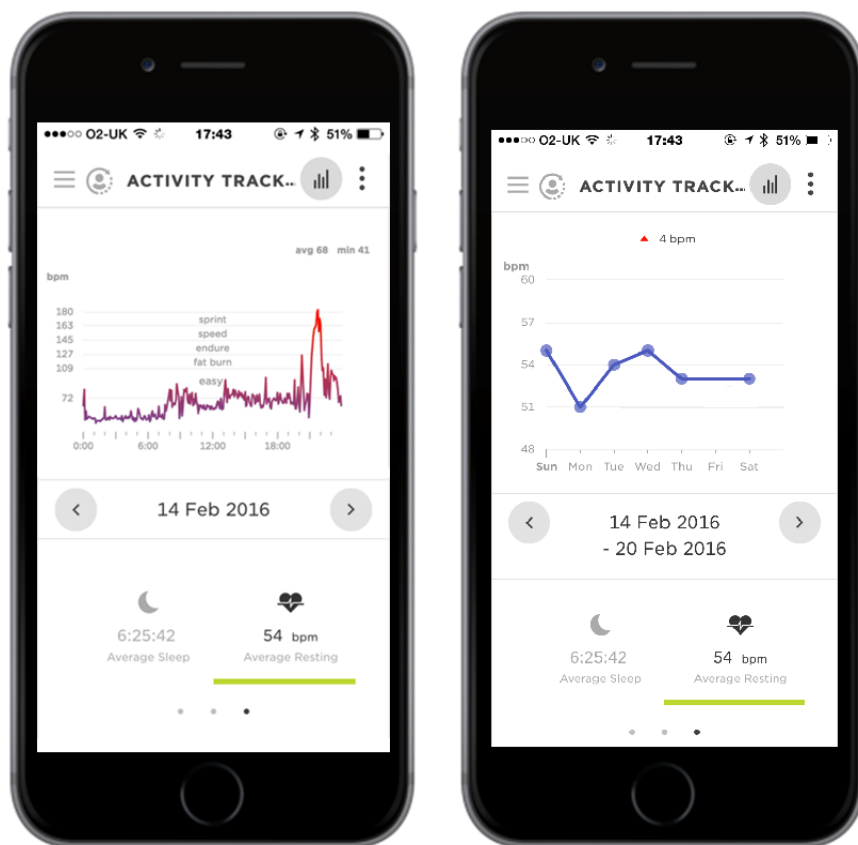 O2-UK 17:43 51%
ACTIVITY TRACK...
avg 68 min 41
bpm
180
163
145
127
109
72
sprint
speed
endure
fat burn
easy
0:00 6:00 12:00 18:00
14 Feb 2016
6:25:42
Average Sleep
54 bpm
Average Resting
O2-UK 17:43 51%
ACTIVITY TRACK...
4 bpm
bpm
60
57
54
51
48
Sun Mon Tue Wed Thu Fri Sat
14 Feb 2016
- 20 Feb 2016
6:25:42
Average Sleep
54 bpm
Average Resting